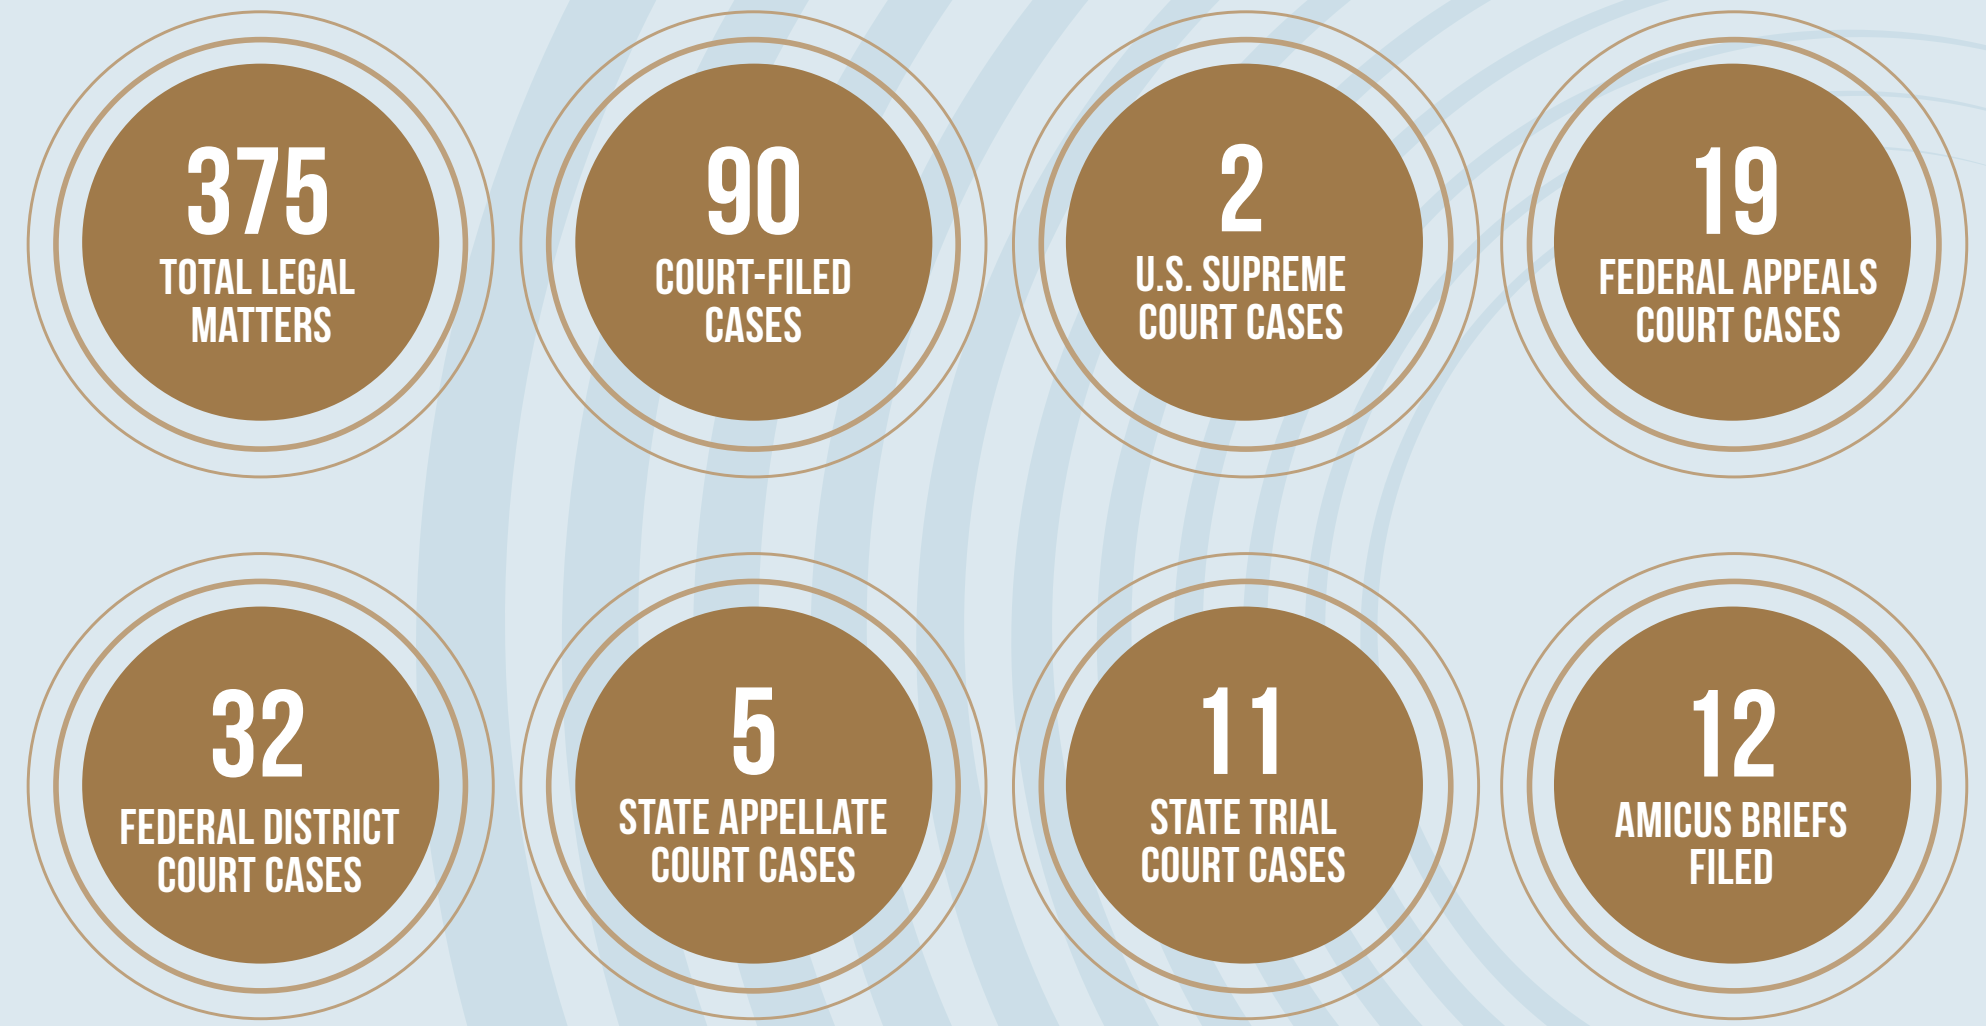 375
TOTAL LEGAL
MATTERS
90
COURT-FILED
CASES
2
U.S. SUPREME
COURT CASES
19
FEDERAL APPEALS
COURT CASES
32
FEDERAL DISTRICT
COURT CASES
5
STATE APPELLATE
COURT CASES
11
STATE TRIAL
COURT CASES
12
AMICUS BRIEFS
FILED